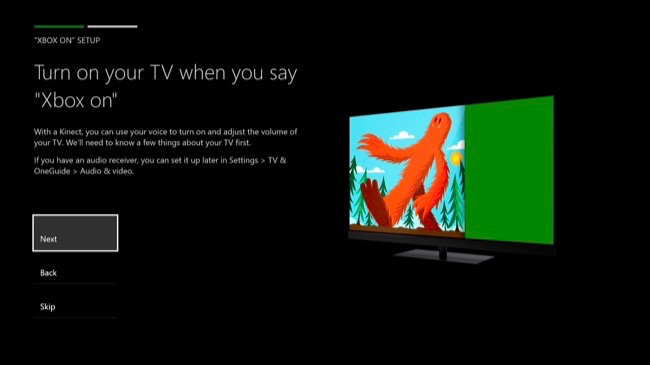 "XBOX ON" SETUP
Turn on your TV when you say
"Xbox on"
With a Kinect, you can use your voice to turn on and adjust the volume of
your TV. We'll need to know a few things about your TV first.
If you have an audio receiver, you can set it up later in Settings > TV &
OneGuide > Audio & video.
Next
Back
Skip